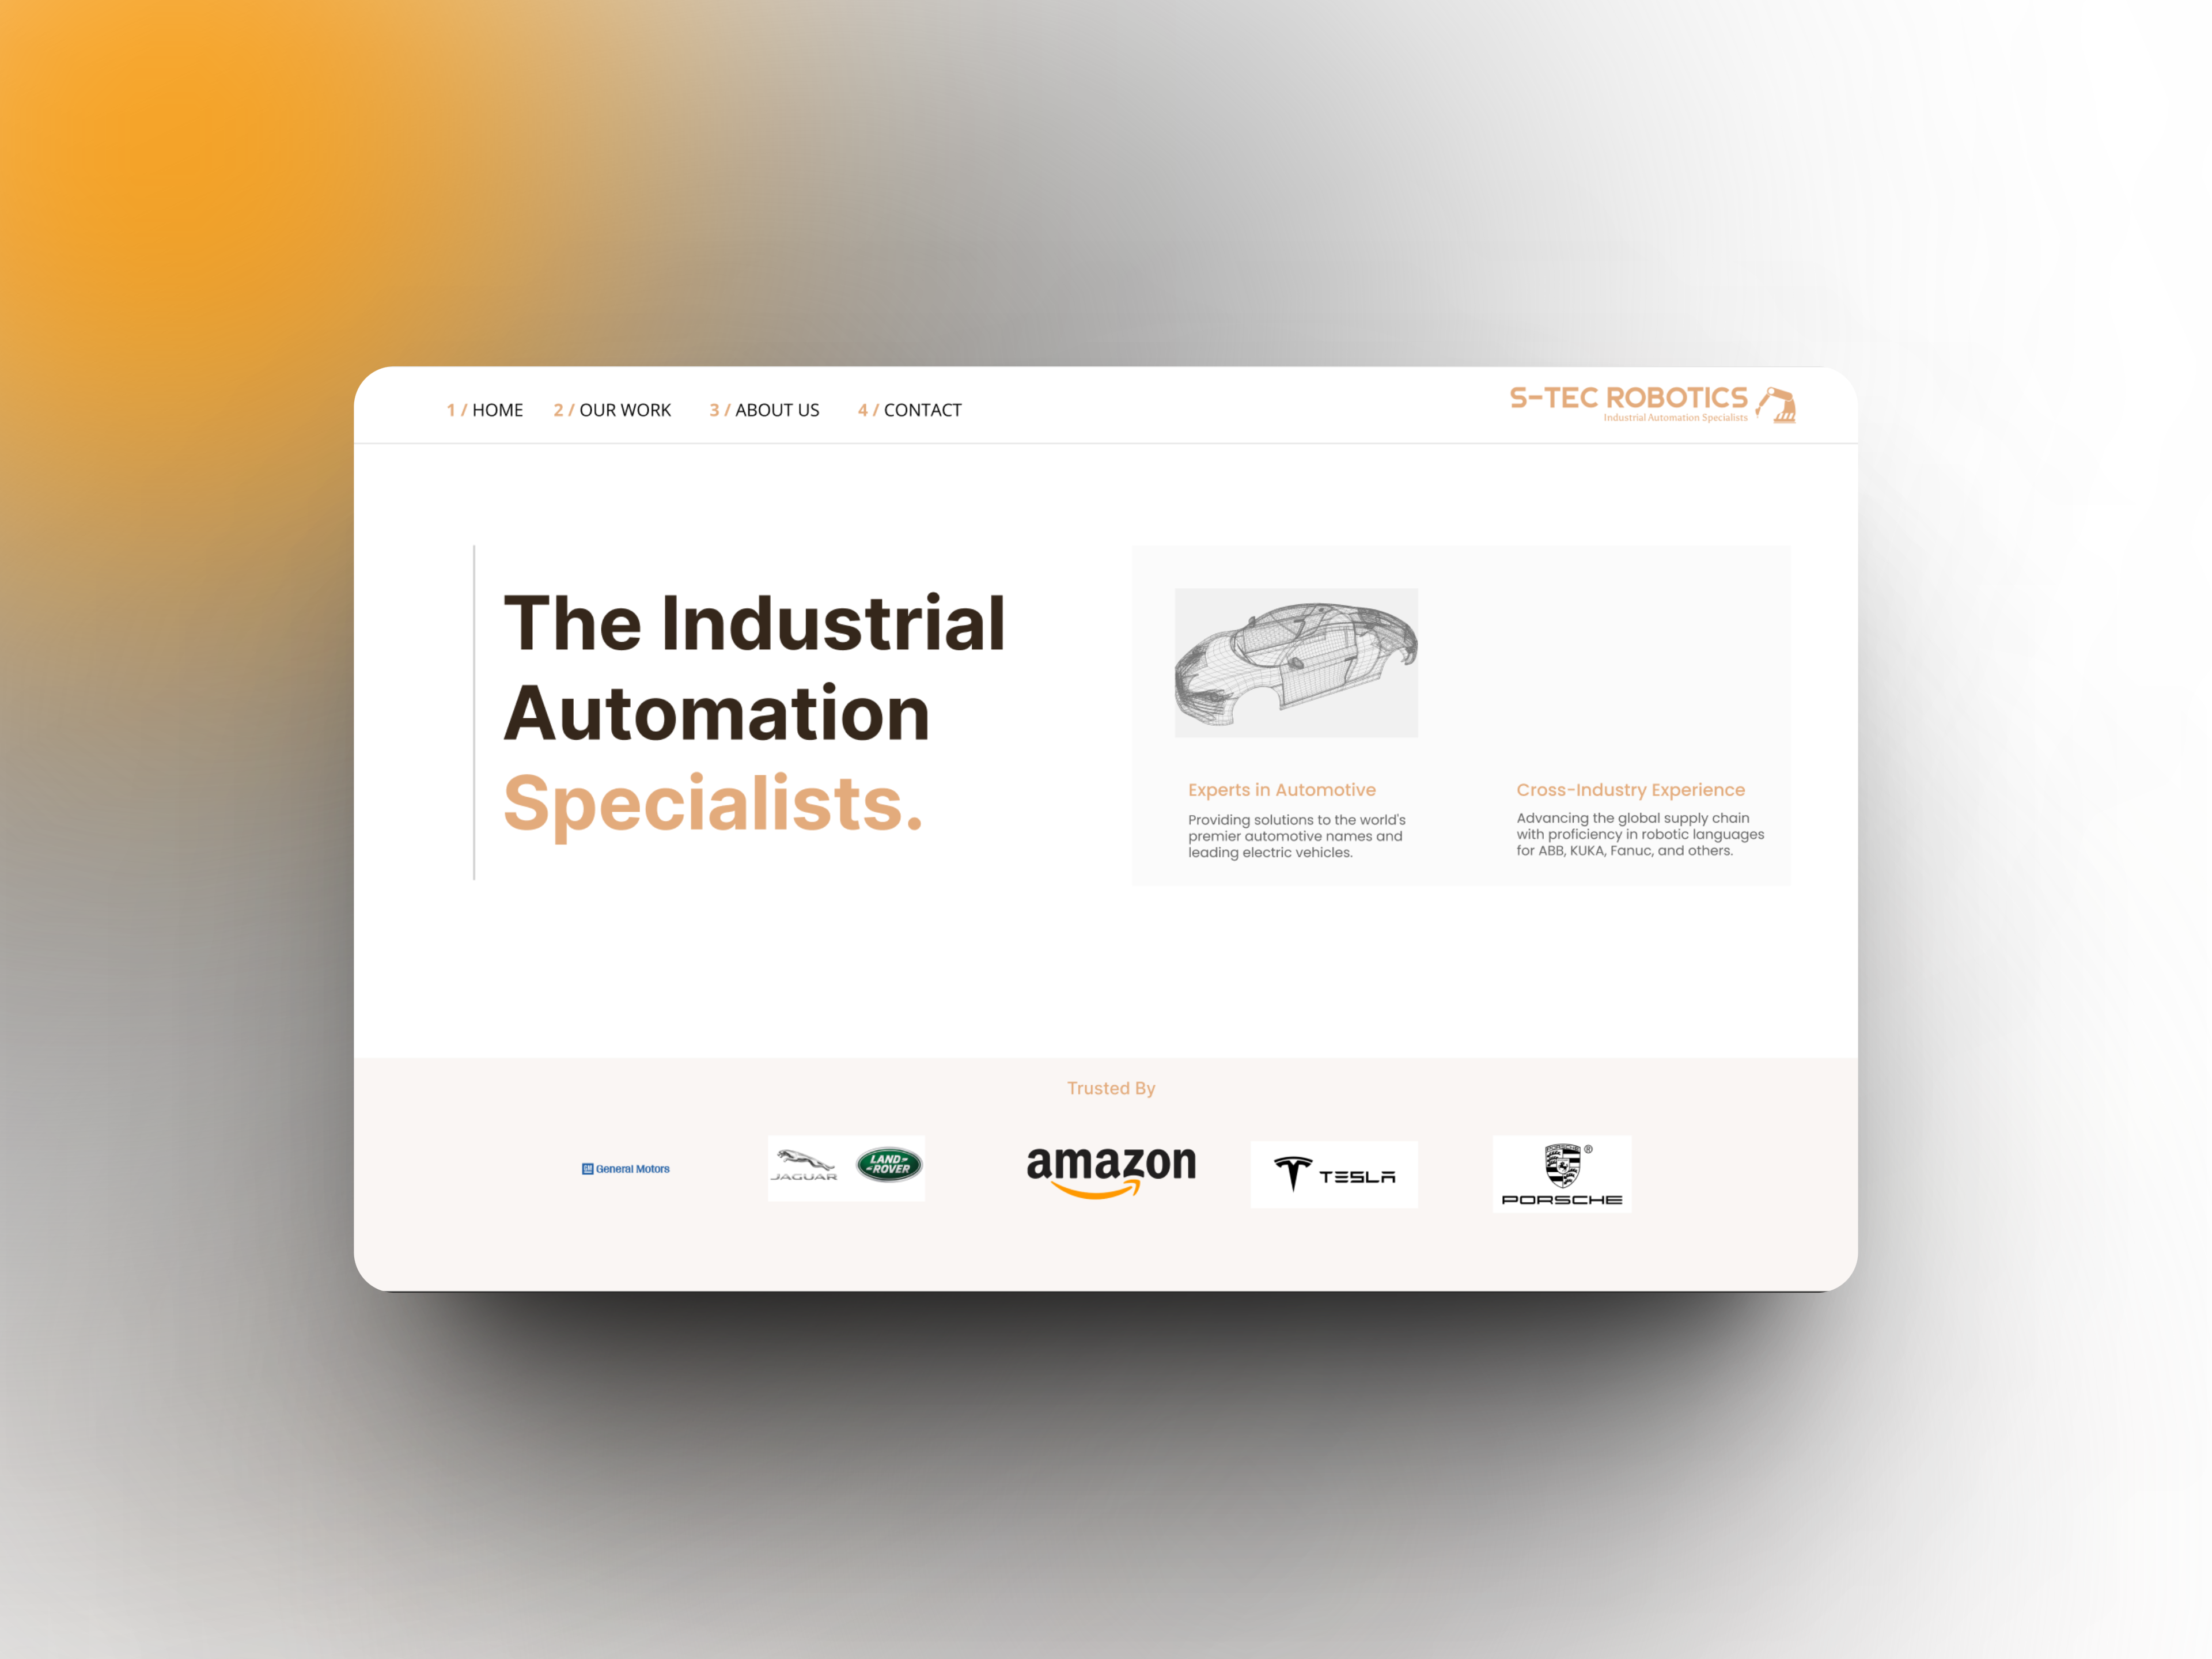 1 / HOME 2 / OUR WORK 3 / ABOUT US 4 / CONTACT
S-TEC ROBOTICS
Industrial Automation Specialists
The Industrial
Automation
Specialists.
Experts in Automotive
Providing solutions to the world's
premier automotive names and
leading electric vehicles.
Cross-Industry Experience
Advancing the global supply chain
with proficiency in robotic languages
for ABB, KUKA, Fanuc, and others.
Trusted By
GM General Motors
JAGUAR
LAND-
-ROVER
amazon
TESLA
PORSCHE
®